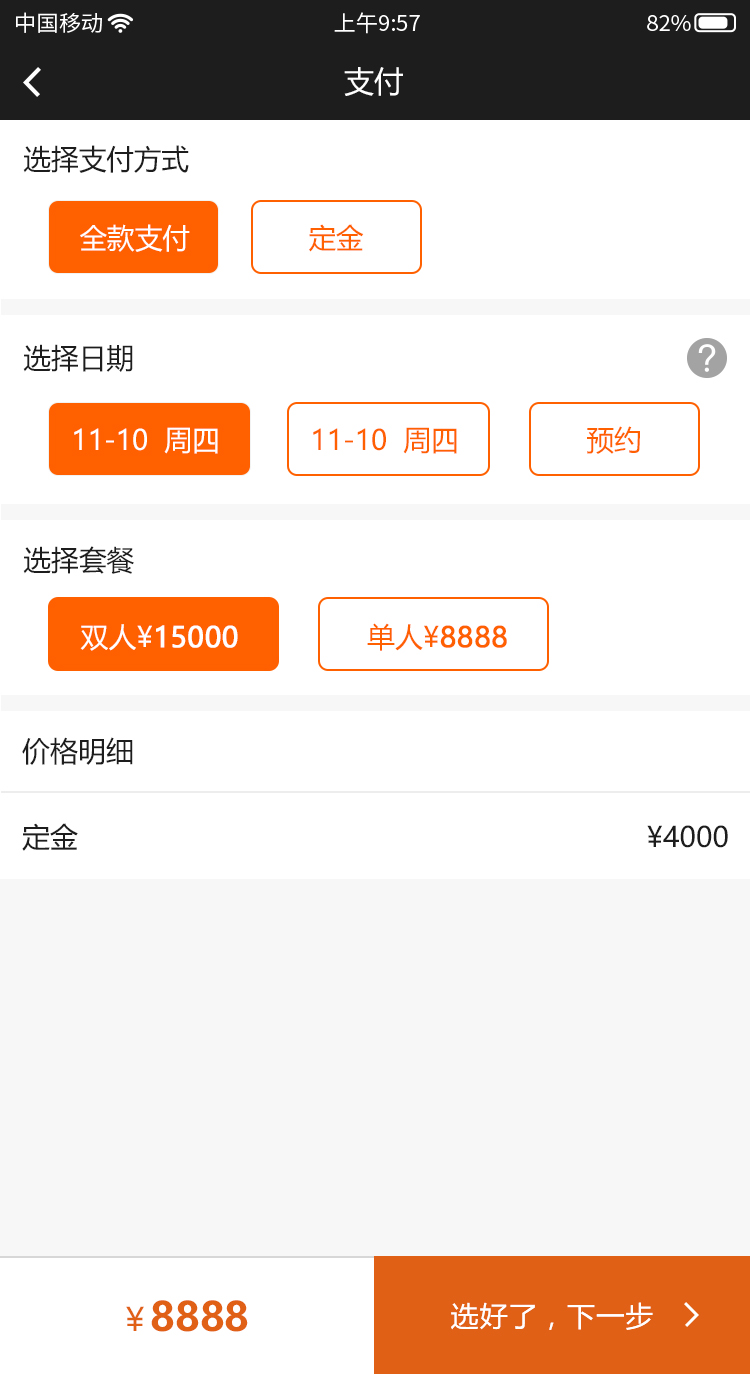 中国移动 上午9:57 82%
支付
选择支付方式
全款支付 定金
选择日期 ?
11-10 周四 11-10 周四 预约
选择套餐
双人¥15000 单人¥8888
价格明细
定金 ¥4000
¥8888 选好了，下一步